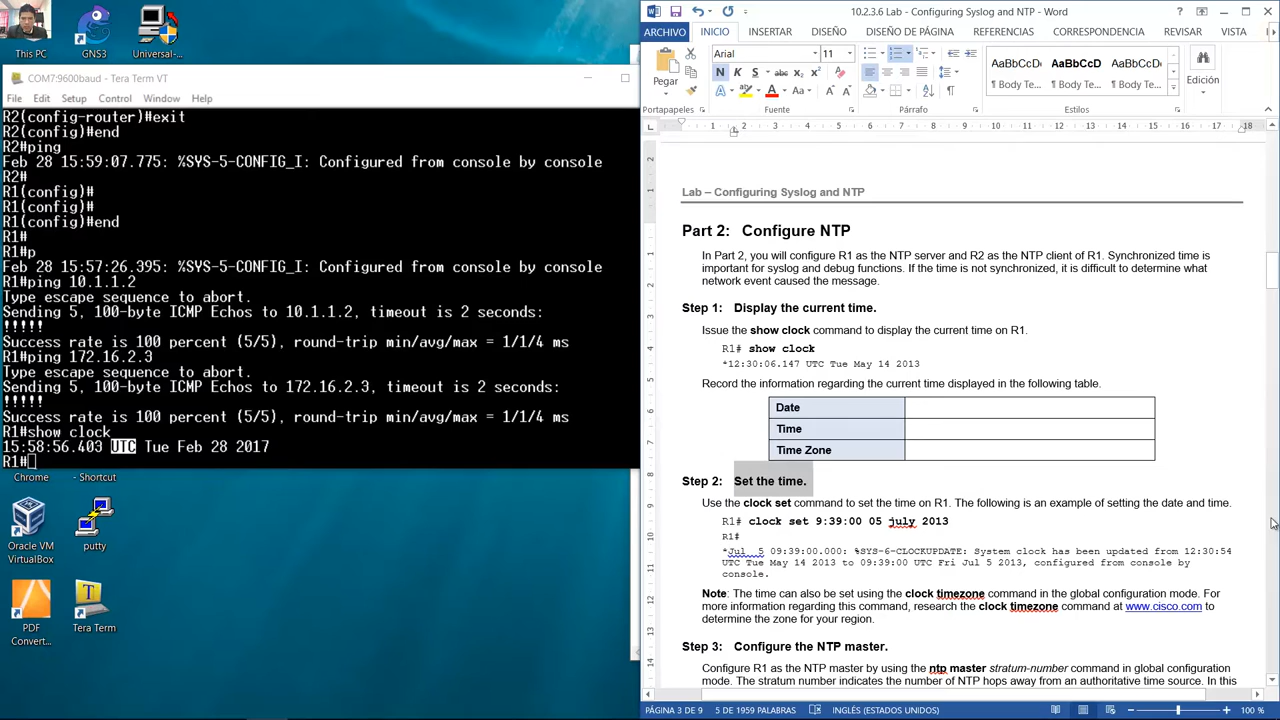 This PC
GNS3
Universal-...
COM7:9600baud - Tera Term VT
File Edit Setup Control Window Help
R2(config-router)#exit
R2(config)#end
R2#ping
Feb 28 15:59:07.775: %SYS-5-CONFIG_I: Configured from console by console
R2#
R1(config)#
R1(config)#
R1(config)#end
R1#
R1#p
Feb 28 15:57:26.395: %SYS-5-CONFIG_I: Configured from console by console
R1#ping 10.1.1.2
Type escape sequence to abort.
Sending 5, 100-byte ICMP Echos to 10.1.1.2, timeout is 2 seconds:
!!!!!
Success rate is 100 percent (5/5), round-trip min/avg/max = 1/1/4 ms
R1#ping 172.16.2.3
Type escape sequence to abort.
Sending 5, 100-byte ICMP Echos to 172.16.2.3, timeout is 2 seconds:
!!!!!
Success rate is 100 percent (5/5), round-trip min/avg/max = 1/1/4 ms
R1#show clock
15:58:56.403 UTC Tue Feb 28 2017
R1#
Chrome
- Shortcut
Oracle VM
VirtualBox
putty
PDF
Convert...
Tera Term
10.2.3.6 Lab - Configuring Syslog and NTP - Word
ARCHIVO INICIO INSERTAR DISEÑO DISEÑO DE PÁGINA REFERENCIAS CORRESPONDENCIA REVISAR VISTA
Arial 11
Pegar
N K S abc x₂ x²
A Aa
AaBbCcD AaBbCcD AaBbCcD
¶ Body Te... ¶ Body Te... ¶ Body Te...
Edición
Portapapeles Fuente Párrafo Estilos
1 2 3 4 5 6 7 8 9 10 11 12 13 14 15 16 17 18
Lab – Configuring Syslog and NTP
Part 2: Configure NTP
In Part 2, you will configure R1 as the NTP server and R2 as the NTP client of R1. Synchronized time is
important for syslog and debug functions. If the time is not synchronized, it is difficult to determine what
network event caused the message.
Step 1: Display the current time.
Issue the show clock command to display the current time on R1.
R1# show clock
*12:30:06.147 UTC Tue May 14 2013
Record the information regarding the current time displayed in the following table.
Date
Time
Time Zone
Step 2: Set the time.
Use the clock set command to set the time on R1. The following is an example of setting the date and time.
R1# clock set 9:39:00 05 july 2013
R1#
*Jul 5 09:39:00.000: %SYS-6-CLOCKUPDATE: System clock has been updated from 12:30:54
UTC Tue May 14 2013 to 09:39:00 UTC Fri Jul 5 2013, configured from console by
console.
Note: The time can also be set using the clock timezone command in the global configuration mode. For
more information regarding this command, research the clock timezone command at www.cisco.com to
determine the zone for your region.
Step 3: Configure the NTP master.
Configure R1 as the NTP master by using the ntp master stratum-number command in global configuration
mode. The stratum number indicates the number of NTP hops away from an authoritative time source. In this
PÁGINA 3 DE 9 5 DE 1959 PALABRAS INGLÉS (ESTADOS UNIDOS) 100 %